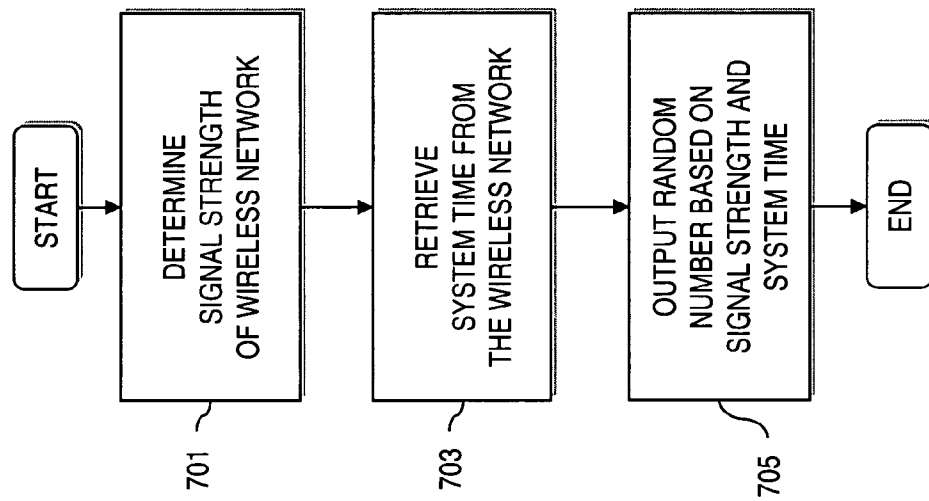 START
DETERMINE
SIGNAL STRENGTH
OF WIRELESS NETWORK
701
RETRIEVE
SYSTEM TIME FROM
THE WIRELESS NETWORK
703
OUTPUT RANDOM
NUMBER BASED ON
SIGNAL STRENGTH AND
SYSTEM TIME
705
END